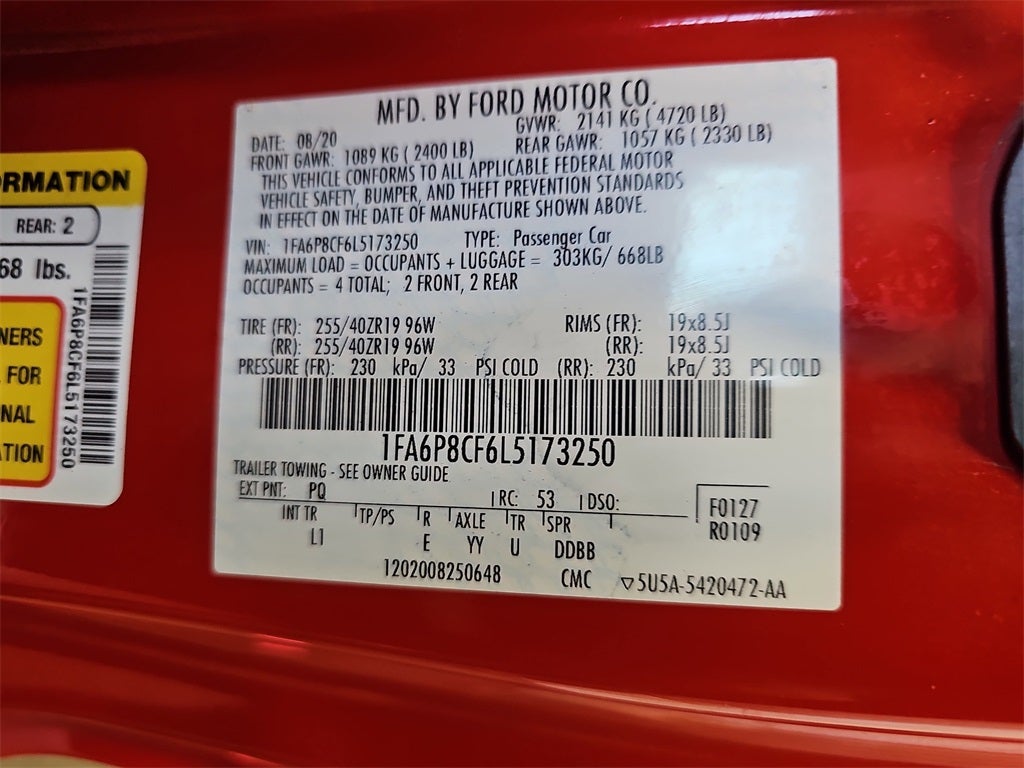 MFD. BY FORD MOTOR CO.
DATE: 08/20
GVWR: 2141 KG ( 4720 LB)
FRONT GAWR: 1089 KG ( 2400 LB)
REAR GAWR: 1057 KG ( 2330 LB)
THIS VEHICLE CONFORMS TO ALL APPLICABLE FEDERAL MOTOR
VEHICLE SAFETY, BUMPER, AND THEFT PREVENTION STANDARDS
IN EFFECT ON THE DATE OF MANUFACTURE SHOWN ABOVE.
VIN: 1FA6P8CF6L5173250 TYPE: Passenger Car
MAXIMUM LOAD = OCCUPANTS + LUGGAGE = 303KG/ 668LB
OCCUPANTS = 4 TOTAL; 2 FRONT, 2 REAR
TIRE (FR): 255/40ZR19 96W RIMS (FR): 19x8.5J
(RR): 255/40ZR19 96W (RR): 19x8.5J
PRESSURE (FR): 230 kPa/ 33 PSI COLD (RR): 230 kPa/ 33 PSI COLD
1FA6P8CF6L5173250
TRAILER TOWING - SEE OWNER GUIDE
EXT PNT: PQ RC: 53 DSO:
F0127
R0109
INT TR TP/PS R AXLE TR SPR
L1 E YY U DDBB
1202008250648 CMC 5U5A-5420472-AA
RMATION
REAR: 2
68 lbs.
NERS
FOR
NAL
TION
1FA6P8CF6L5173250